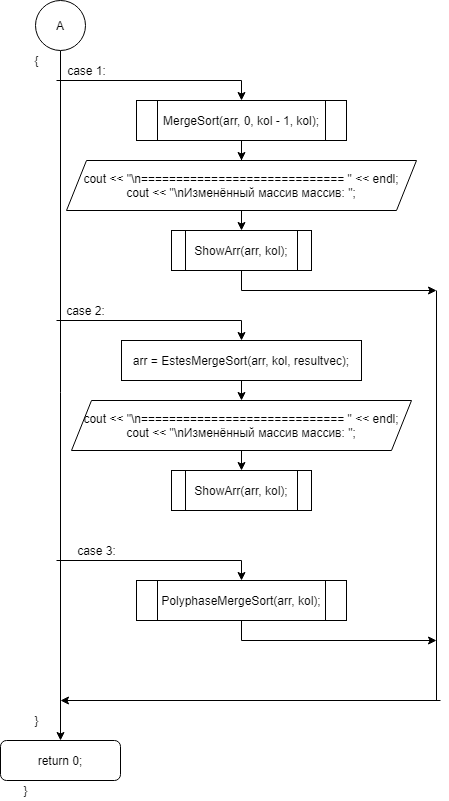 A
{
case 1:
MergeSort(arr, 0, kol - 1, kol);
cout << "\n============================= " << endl;
cout << "\nИзменённый массив массив: ";
ShowArr(arr, kol);
case 2:
arr = EstesMergeSort(arr, kol, resultvec);
cout << "\n============================= " << endl;
cout << "\nИзменённый массив массив: ";
ShowArr(arr, kol);
case 3:
PolyphaseMergeSort(arr, kol);
}
return 0;
}